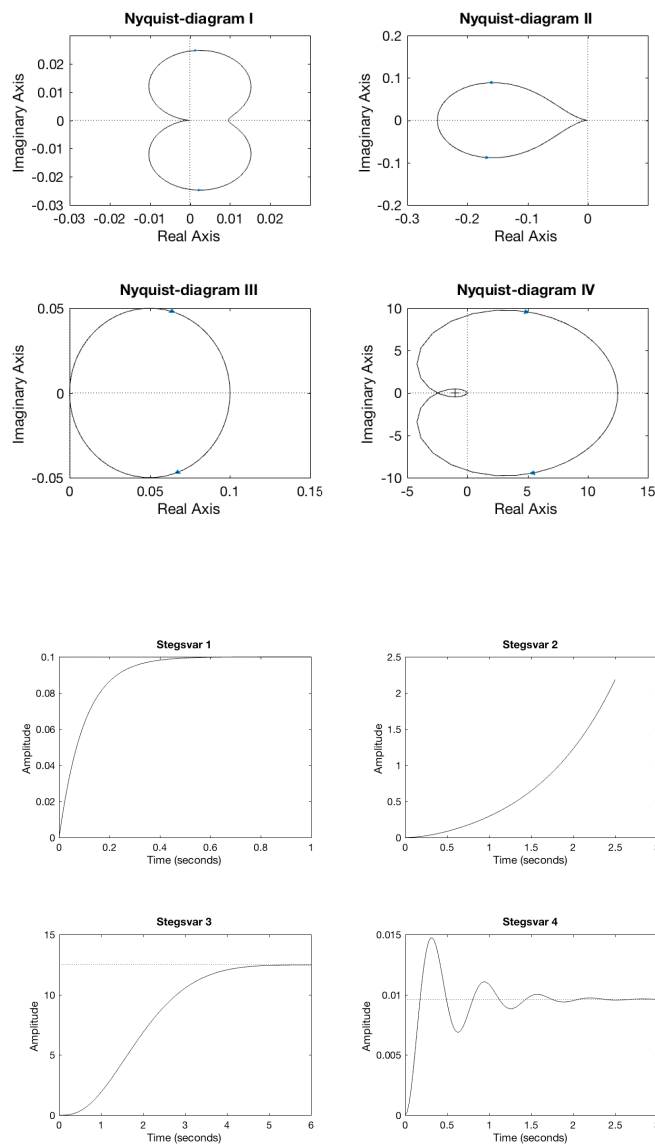 Nyquist-diagram I
Imaginary Axis
0.02
0.01
0
-0.01
-0.02
-0.03
-0.03 -0.02 -0.01 0 0.01 0.02
Real Axis
Nyquist-diagram II
Imaginary Axis
0.2
0.1
0
-0.1
-0.2
-0.3 -0.2 -0.1 0
Real Axis
Nyquist-diagram III
Imaginary Axis
0.05
0
-0.05
0 0.05 0.1 0.15
Real Axis
Nyquist-diagram IV
Imaginary Axis
10
5
0
-5
-10
-5 0 5 10 15
Real Axis
Stegsvar 1
Amplitude
0.1
0.08
0.06
0.04
0.02
0
0 0.2 0.4 0.6 0.8 1
Time (seconds)
Stegsvar 2
Amplitude
2.5
2
1.5
1
0.5
0
0 0.5 1 1.5 2 2.5
Time (seconds)
Stegsvar 3
Amplitude
15
10
5
0
0 1 2 3 4 5 6
Time (seconds)
Stegsvar 4
Amplitude
0.015
0.01
0.005
0
0 0.5 1 1.5 2 2.5
Time (seconds)